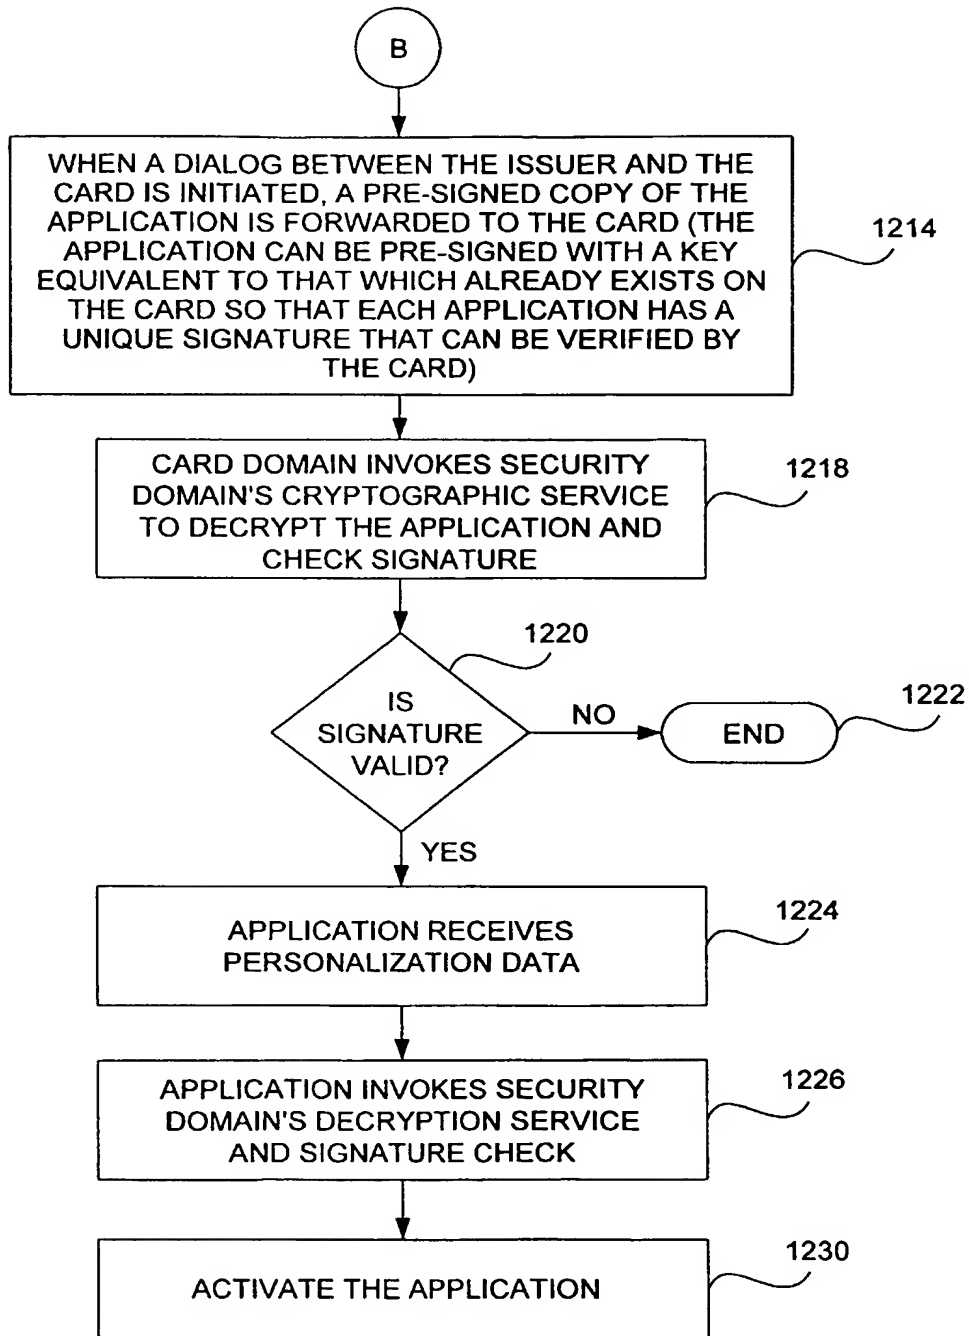 B
WHEN A DIALOG BETWEEN THE ISSUER AND THE
CARD IS INITIATED, A PRE-SIGNED COPY OF THE
APPLICATION IS FORWARDED TO THE CARD (THE
APPLICATION CAN BE PRE-SIGNED WITH A KEY
EQUIVALENT TO THAT WHICH ALREADY EXISTS ON
THE CARD SO THAT EACH APPLICATION HAS A
UNIQUE SIGNATURE THAT CAN BE VERIFIED BY
THE CARD)
1214
CARD DOMAIN INVOKES SECURITY
DOMAIN'S CRYPTOGRAPHIC SERVICE
TO DECRYPT THE APPLICATION AND
CHECK SIGNATURE
1218
IS
SIGNATURE
VALID?
1220
NO
END
1222
YES
APPLICATION RECEIVES
PERSONALIZATION DATA
1224
APPLICATION INVOKES SECURITY
DOMAIN'S DECRYPTION SERVICE
AND SIGNATURE CHECK
1226
ACTIVATE THE APPLICATION
1230